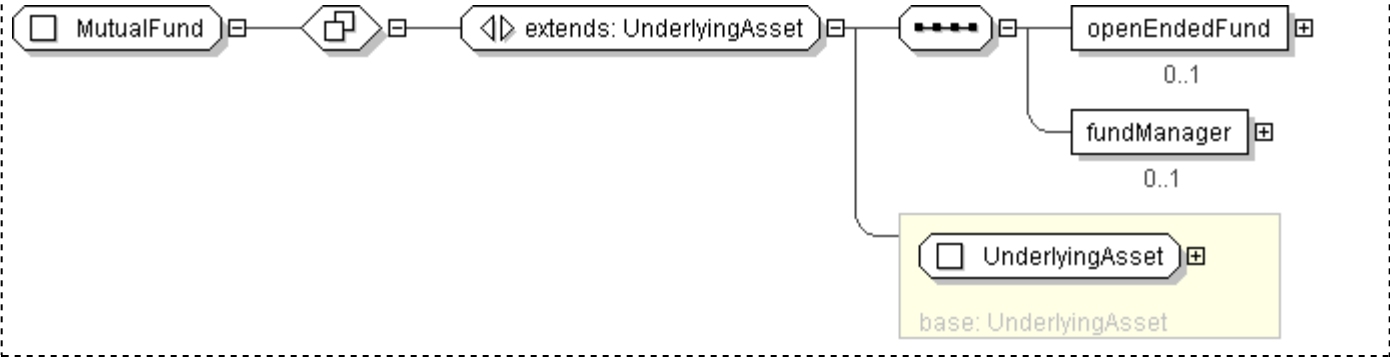 MutualFund
extends: UnderlyingAsset
openEndedFund
0..1
fundManager
0..1
UnderlyingAsset
base: UnderlyingAsset